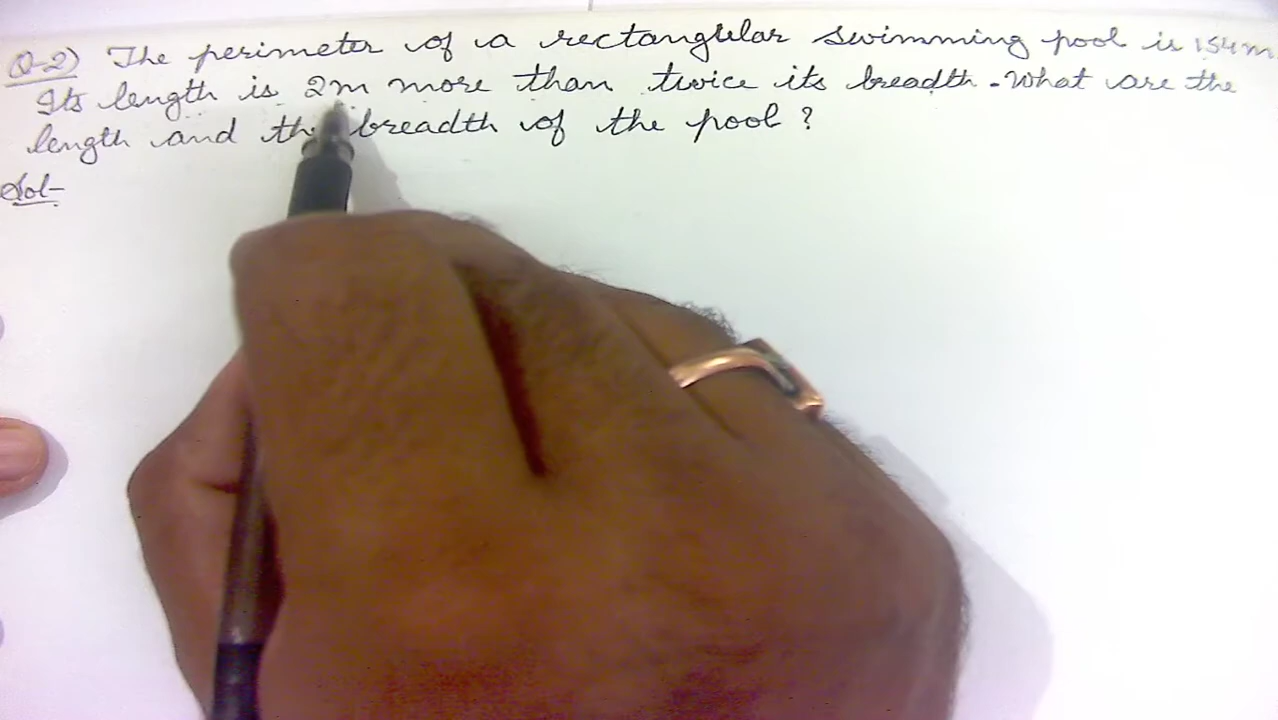 Q-2) The perimeter of a rectangular swimming pool is 154m.
Its length is 2m more than twice its breadth. What are the
length and the breadth of the pool?
Sol-